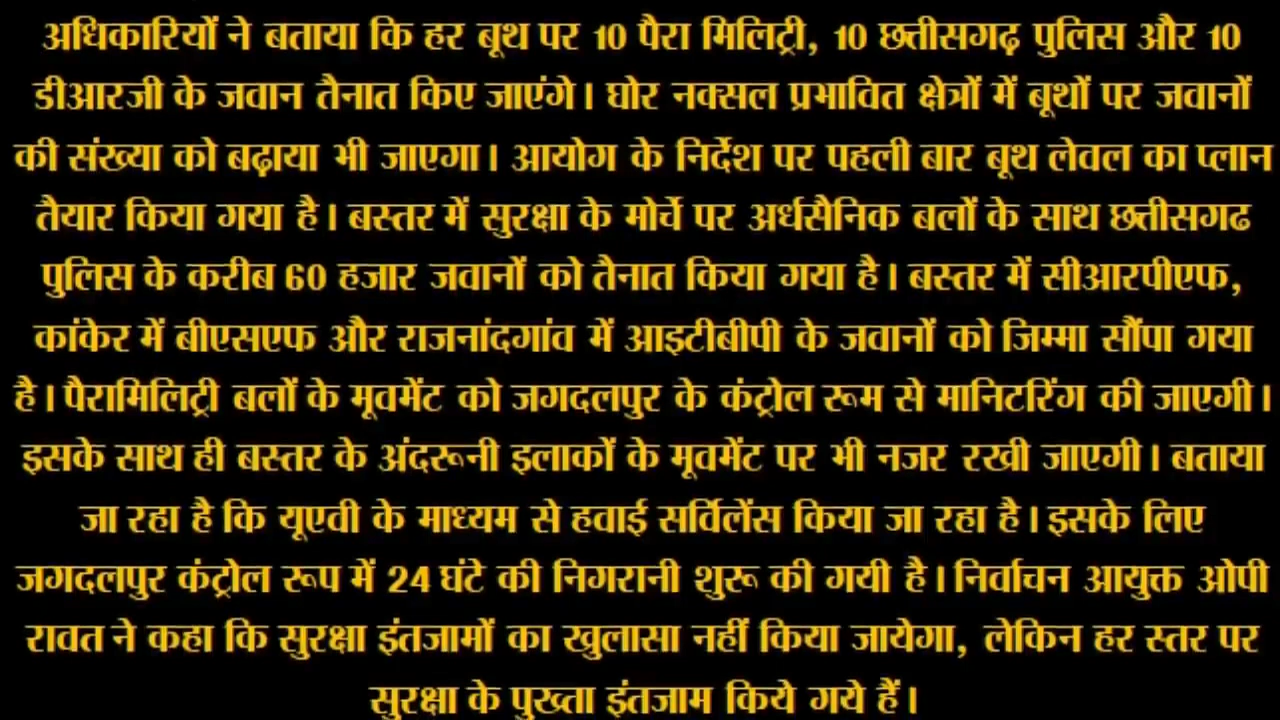 अधिकारियों ने बताया कि हर बूथ पर 10 पैरा मिलिट्री, 10 छत्तीसगढ़ पुलिस और 10
डीआरजी के जवान तैनात किए जाएंगे। घोर नक्सल प्रभावित क्षेत्रों में बूथों पर जवानों
की संख्या को बढ़ाया भी जाएगा। आयोग के निर्देश पर पहली बार बूथ लेवल का प्लान
तैयार किया गया है। बस्तर में सुरक्षा के मोर्चे पर अर्धसैनिक बलों के साथ छत्तीसगढ
पुलिस के करीब 60 हजार जवानों को तैनात किया गया है। बस्तर में सीआरपीएफ,
कांकेर में बीएसएफ और राजनांदगांव में आइटीबीपी के जवानों को जिम्मा सौंपा गया
है। पैरामिलिट्री बलों के मूवमेंट को जगदलपुर के कंट्रोल रूम से मानिटरिंग की जाएगी।
इसके साथ ही बस्तर के अंदरूनी इलाकों के मूवमेंट पर भी नजर रखी जाएगी। बताया
जा रहा है कि यूएवी के माध्यम से हवाई सर्विलेंस किया जा रहा है। इसके लिए
जगदलपुर कंट्रोल रूप में 24 घंटे की निगरानी शुरू की गयी है। निर्वाचन आयुक्त ओपी
रावत ने कहा कि सुरक्षा इंतजामों का खुलासा नहीं किया जायेगा, लेकिन हर स्तर पर
सुरक्षा के पुख्ता इंतजाम किये गये हैं।